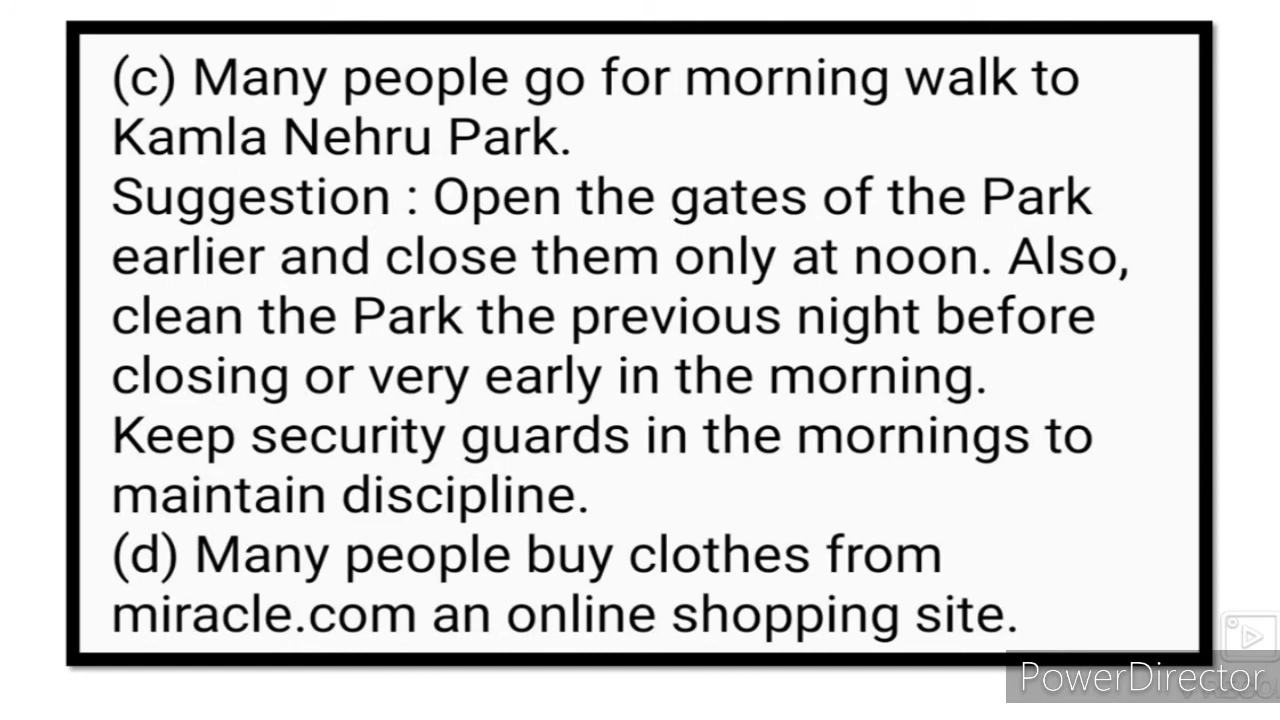 (c) Many people go for morning walk to
Kamla Nehru Park.
Suggestion : Open the gates of the Park
earlier and close them only at noon. Also,
clean the Park the previous night before
closing or very early in the morning.
Keep security guards in the mornings to
maintain discipline.
(d) Many people buy clothes from
miracle.com an online shopping site.
PowerDirector